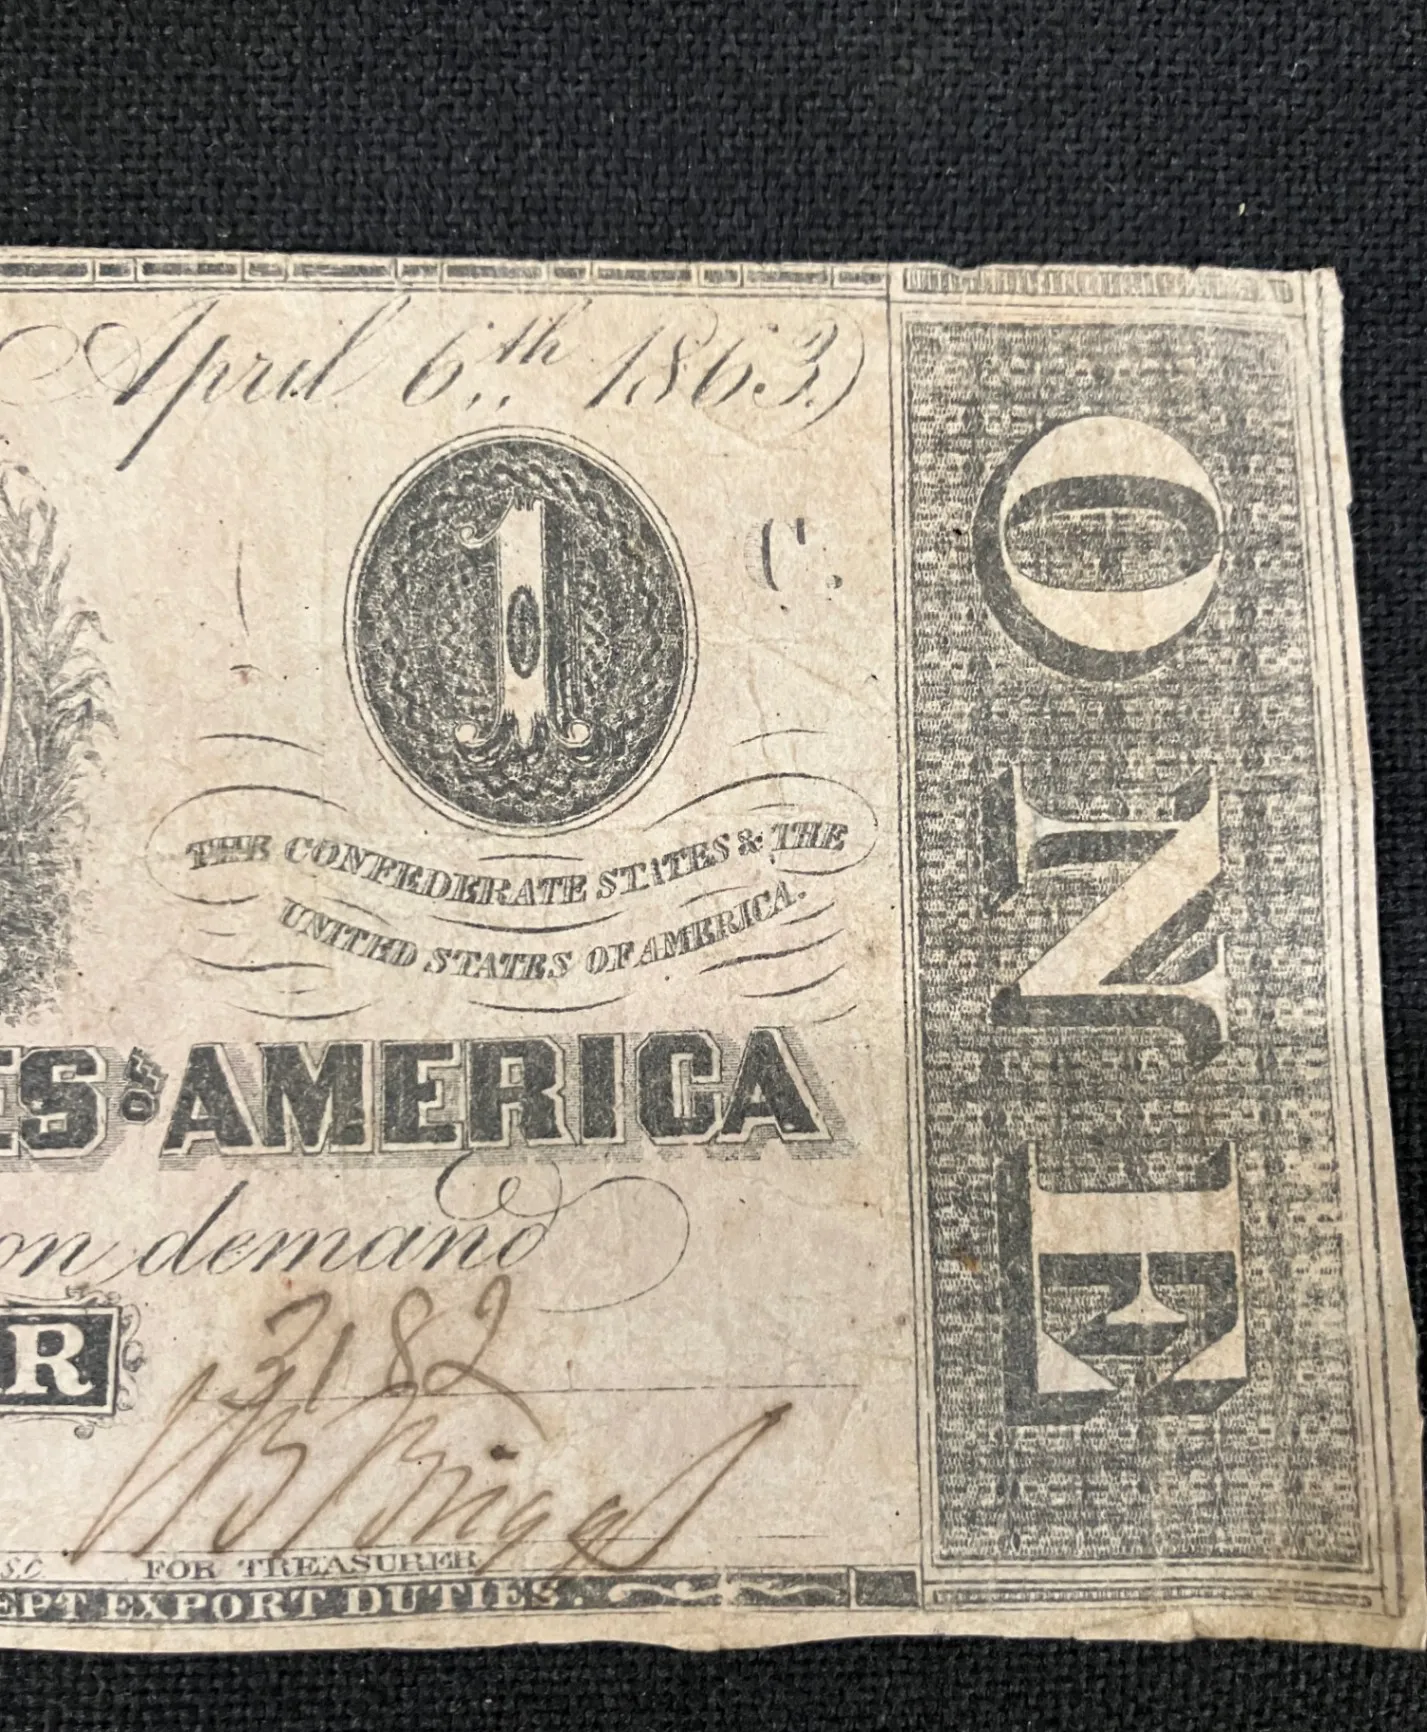 April 6th 1863.
1
C.
THE CONFEDERATE STATES & THE
UNITED STATES OF AMERICA.
ES OF AMERICA
on demand
R
3182
Briggs
S.C. FOR TREASURER
EPT EXPORT DUTIES.
ONE